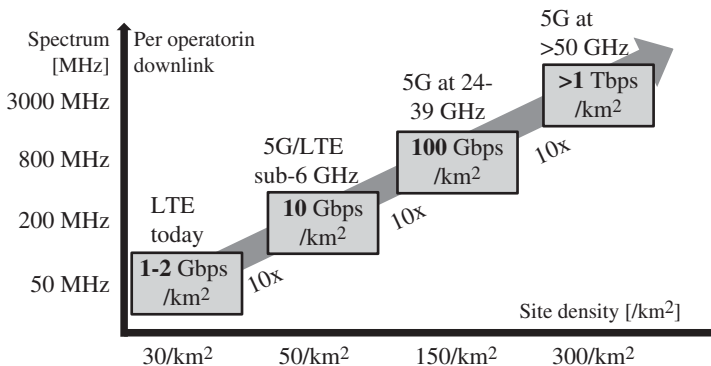 Spectrum
[MHz]
Per operatorin
downlink
3000 MHz
800 MHz
200 MHz
50 MHz
LTE
today
1-2 Gbps
/km²
10x
5G/LTE
sub-6 GHz
10 Gbps
/km²
10x
5G at 24-
39 GHz
100 Gbps
/km²
10x
5G at
>50 GHz
>1 Tbps
/km²
Site density [/km²]
30/km²
50/km²
150/km²
300/km²